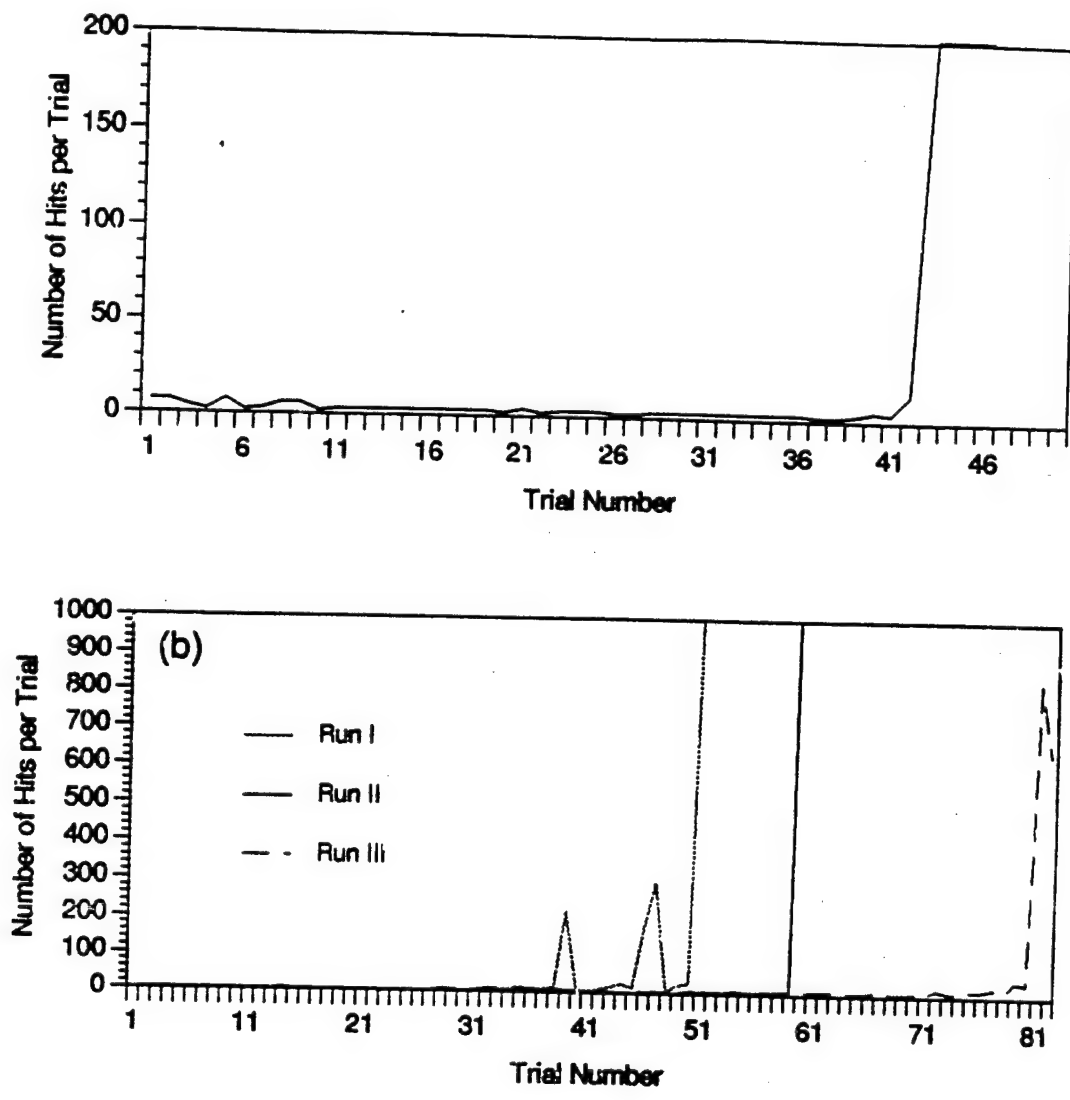 200
150
100
50
0
Number of Hits per Trial
1 6 11 16 21 26 31 36 41 46
Trial Number
(b)
1000
900
800
700
600
500
400
300
200
100
0
Number of Hits per Trial
Run I
Run II
Run III
1 11 21 31 41 51 61 71 81
Trial Number